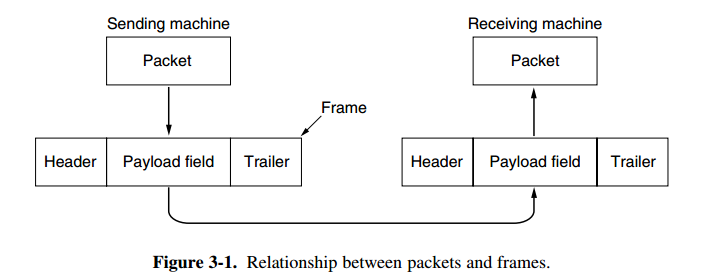 Sending machine
Receiving machine
Packet
Packet
Frame
Header
Payload field
Trailer
Header
Payload field
Trailer
Figure 3-1. Relationship between packets and frames.